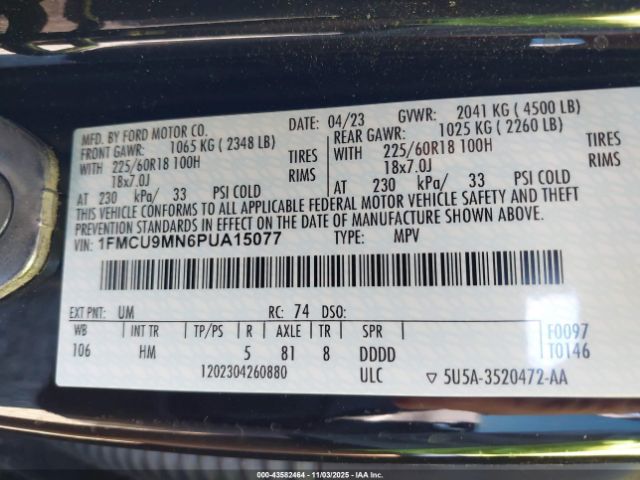 MFD. BY FORD MOTOR CO.
DATE: 04/23 GVWR: 2041 KG ( 4500 LB)
FRONT GAWR: 1065 KG ( 2348 LB) REAR GAWR: 1025 KG ( 2260 LB)
WITH 225/60R18 100H TIRES WITH 225/60R18 100H TIRES
18x7.0J RIMS 18x7.0J RIMS
AT 230 kPa/ 33 PSI COLD AT 230 kPa/ 33 PSI COLD
THIS VEHICLE CONFORMS TO ALL APPLICABLE FEDERAL MOTOR VEHICLE SAFETY AND THEFT
PREVENTION STANDARDS IN EFFECT ON THE DATE OF MANUFACTURE SHOWN ABOVE.
VIN: 1FMCU9MN6PUA15077 TYPE: MPV
EXT PNT: UM RC: 74 DSO:
WB INT TR TP/PS R AXLE TR SPR F0097
106 HM 5 81 8 DDDD T0146
1202304260880 ULC ▽ 5U5A-3520472-AA
000-43582464 | 11/03/2025 | IAAI.COM